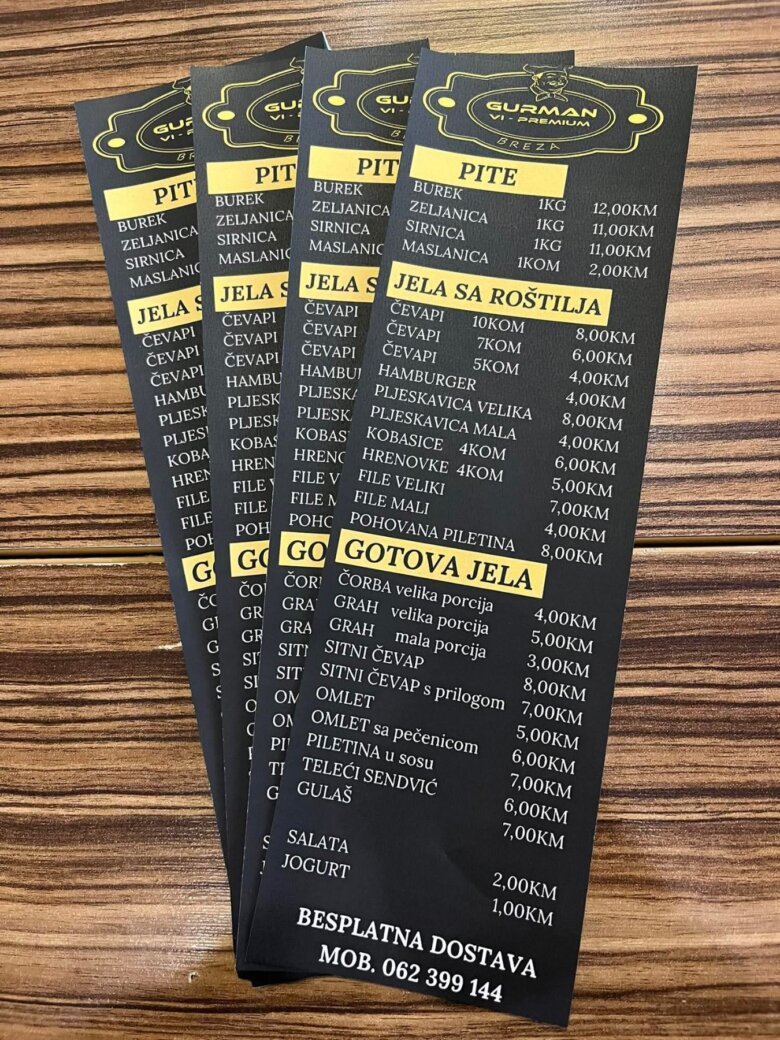 GURMAN
VI - PREMIUM
BREZA
PITE
BUREK 1KG 12,00KM
ZELJANICA 1KG 11,00KM
SIRNICA 1KG 11,00KM
MASLANICA 1KOM 2,00KM
JELA SA ROŠTILJA
ČEVAPI 10KOM 8,00KM
ČEVAPI 7KOM 6,00KM
ČEVAPI 5KOM 4,00KM
HAMBURGER 4,00KM
PLJESKAVICA VELIKA 8,00KM
PLJESKAVICA MALA 4,00KM
KOBASICE 4KOM 6,00KM
HRENOVKE 4KOM 5,00KM
FILE VELIKI 7,00KM
FILE MALI 4,00KM
POHOVANA PILETINA 8,00KM
GOTOVA JELA
ČORBA velika porcija 4,00KM
GRAH velika porcija 5,00KM
GRAH mala porcija 3,00KM
SITNI ČEVAP 8,00KM
SITNI ČEVAP s prilogom 7,00KM
OMLET 5,00KM
OMLET sa pečenicom 6,00KM
PILETINA u sosu 7,00KM
TELEĆI SENDVIĆ 6,00KM
GULAŠ 7,00KM
SALATA 2,00KM
JOGURT 1,00KM
BESPLATNA DOSTAVA
MOB. 062 399 144